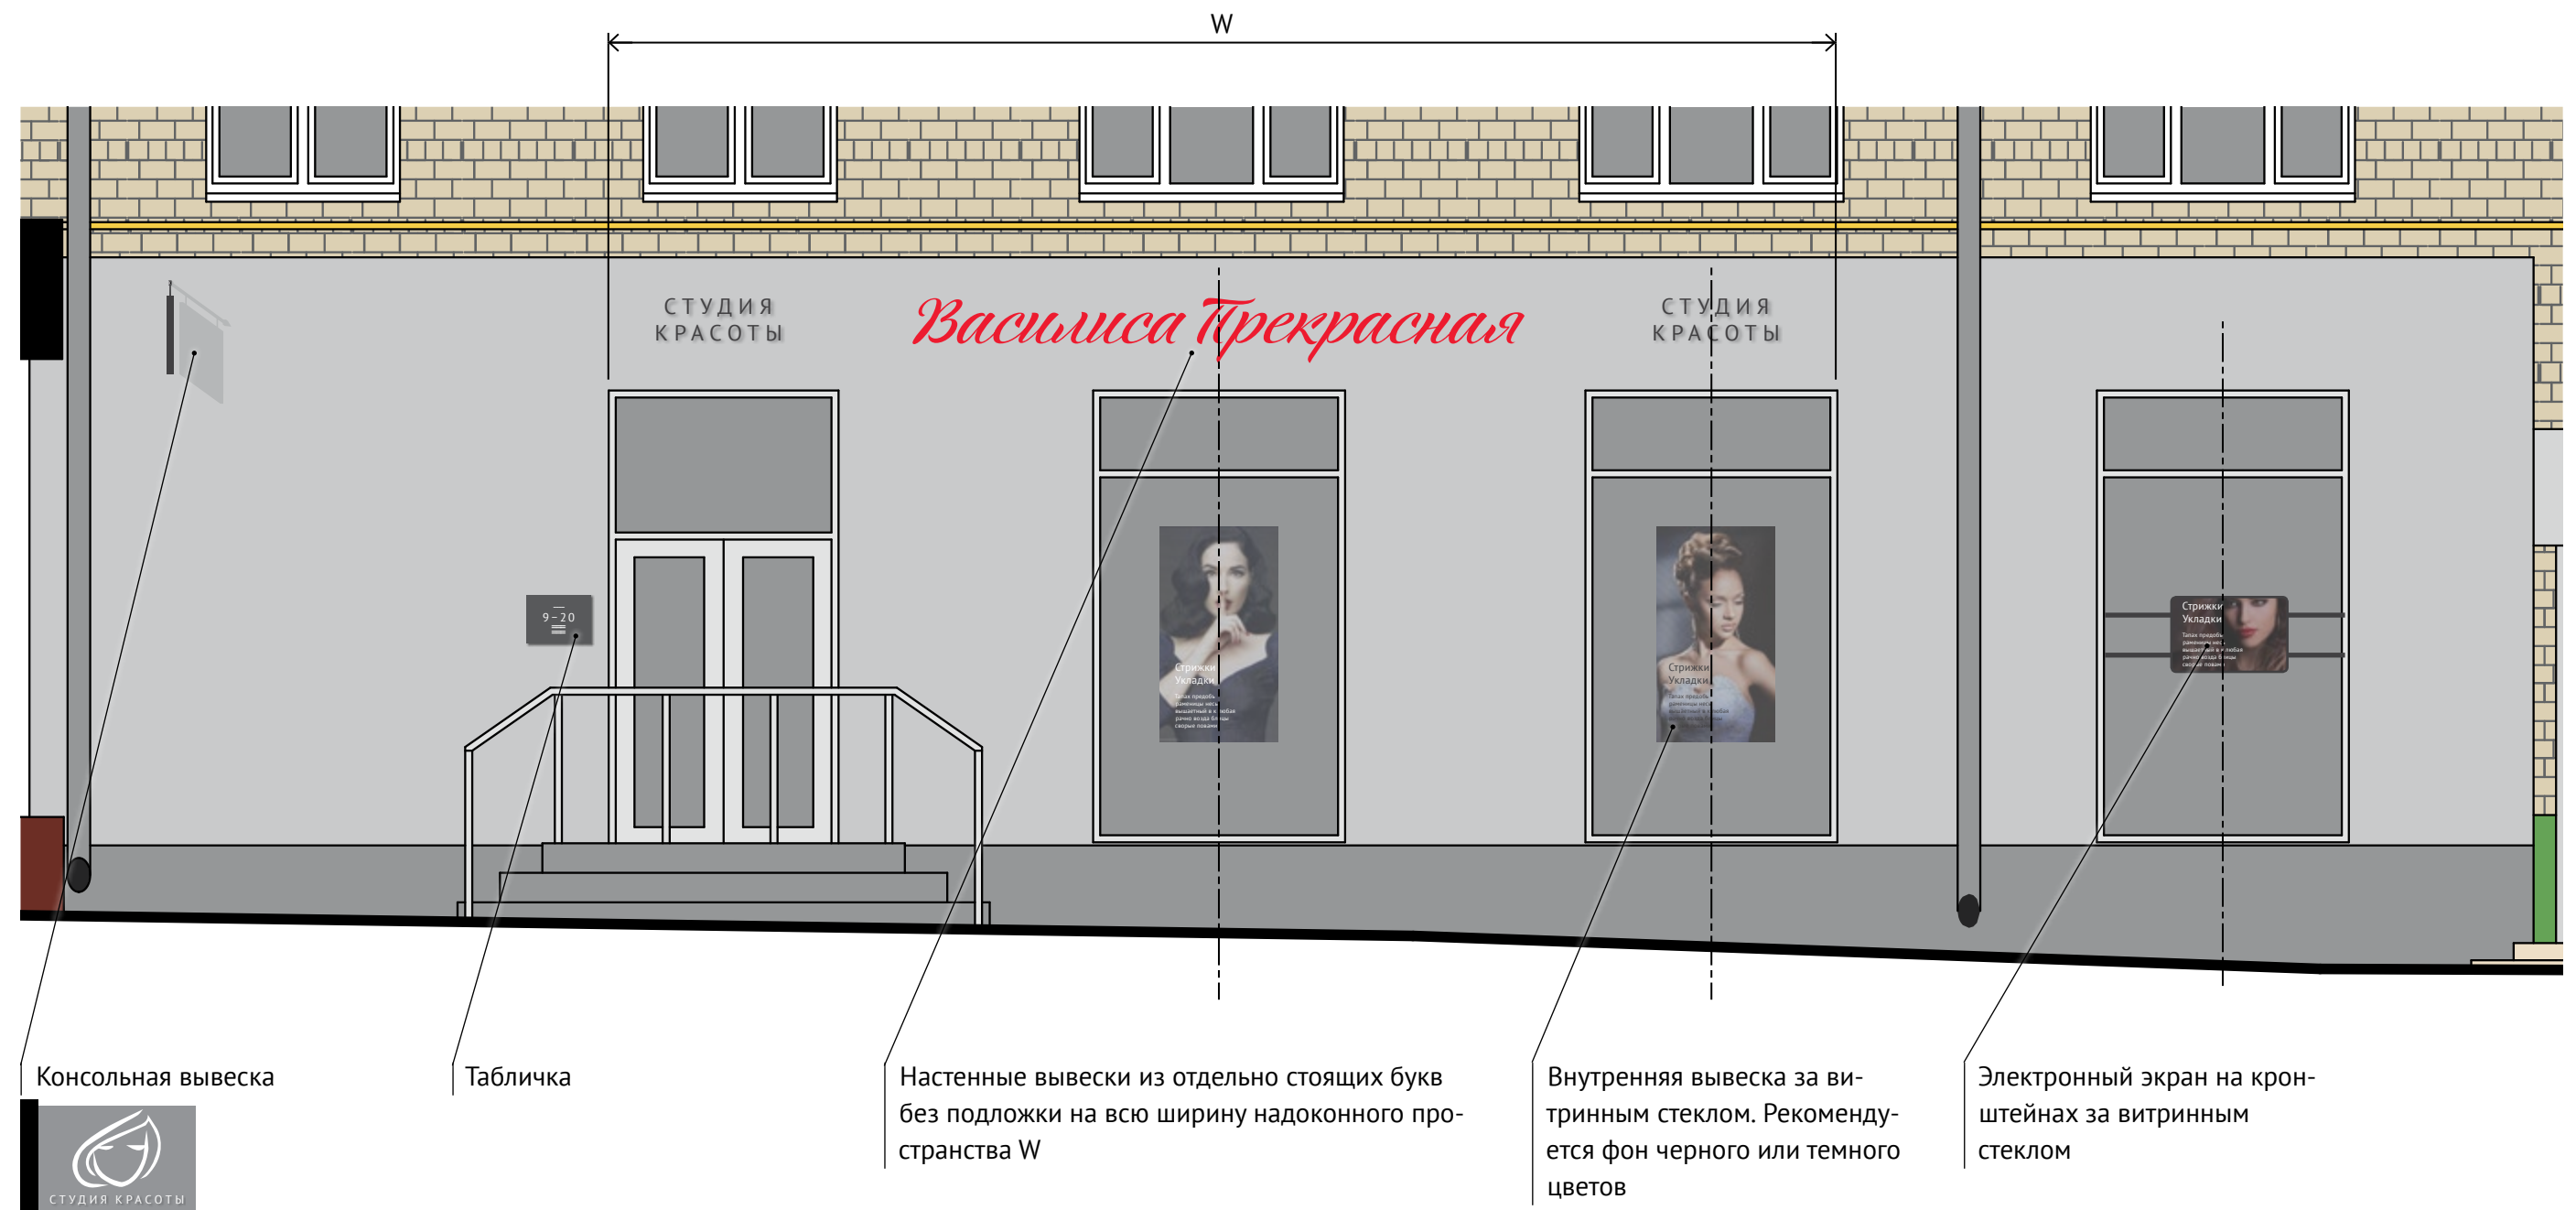 W
СТУДИЯ
КРАСОТЫ
Василиса Прекрасная
СТУДИЯ
КРАСОТЫ
9–20
Стрижки
Укладки
Стрижки
Укладки
Стрижки
Укладки
Консольная вывеска
Табличка
Настенные вывески из отдельно стоящих букв
без подложки на всю ширину надоконного про-
странства W
Внутренняя вывеска за ви-
тринным стеклом. Рекоменду-
ется фон черного или темного
цветов
Электронный экран на крон-
штейнах за витринным
стеклом
СТУДИЯ КРАСОТЫ